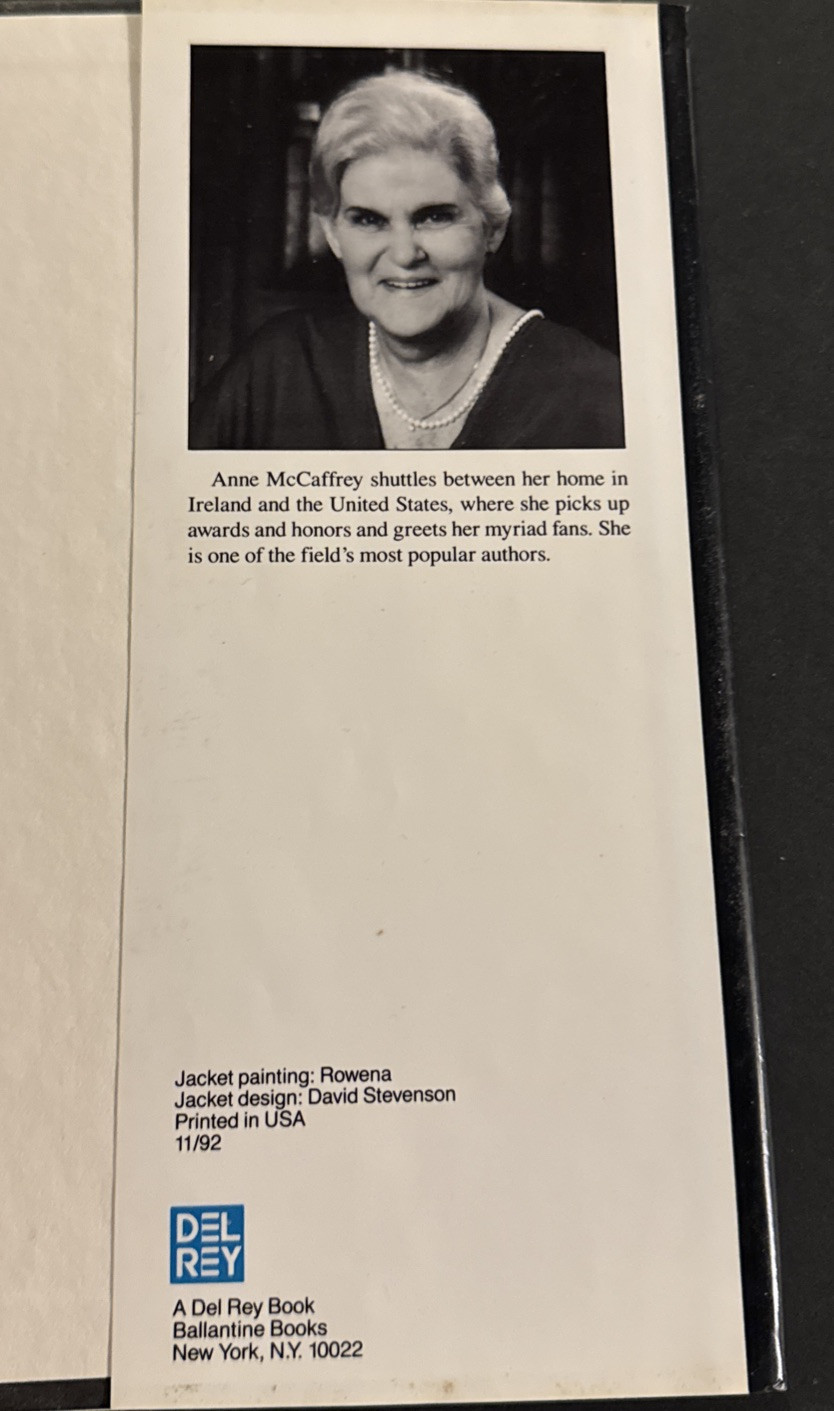 Anne McCaffrey shuttles between her home in
Ireland and the United States, where she picks up
awards and honors and greets her myriad fans. She
is one of the field's most popular authors.
Jacket painting: Rowena
Jacket design: David Stevenson
Printed in USA
11/92
DEL
REY
A Del Rey Book
Ballantine Books
New York, N.Y. 10022